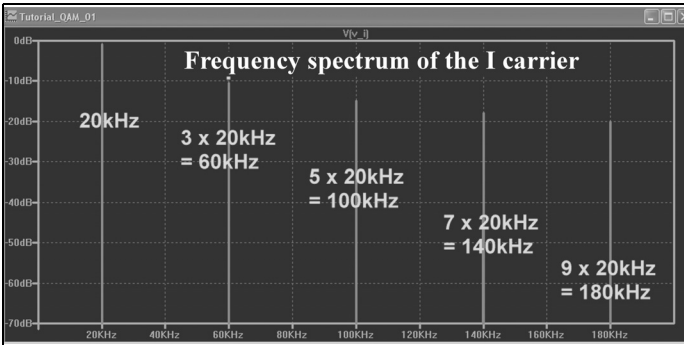 Tutorial_QAM_01
V[v_i]
0dB
Frequency spectrum of the I carrier
-10dB
-20dB
20kHz
3 x 20kHz
= 60kHz
-30dB
5 x 20kHz
= 100kHz
-40dB
7 x 20kHz
= 140kHz
-50dB
9 x 20kHz
= 180kHz
-60dB
-70dB
20KHz 40KHz 60KHz 80KHz 100KHz 120KHz 140KHz 160KHz 180KHz